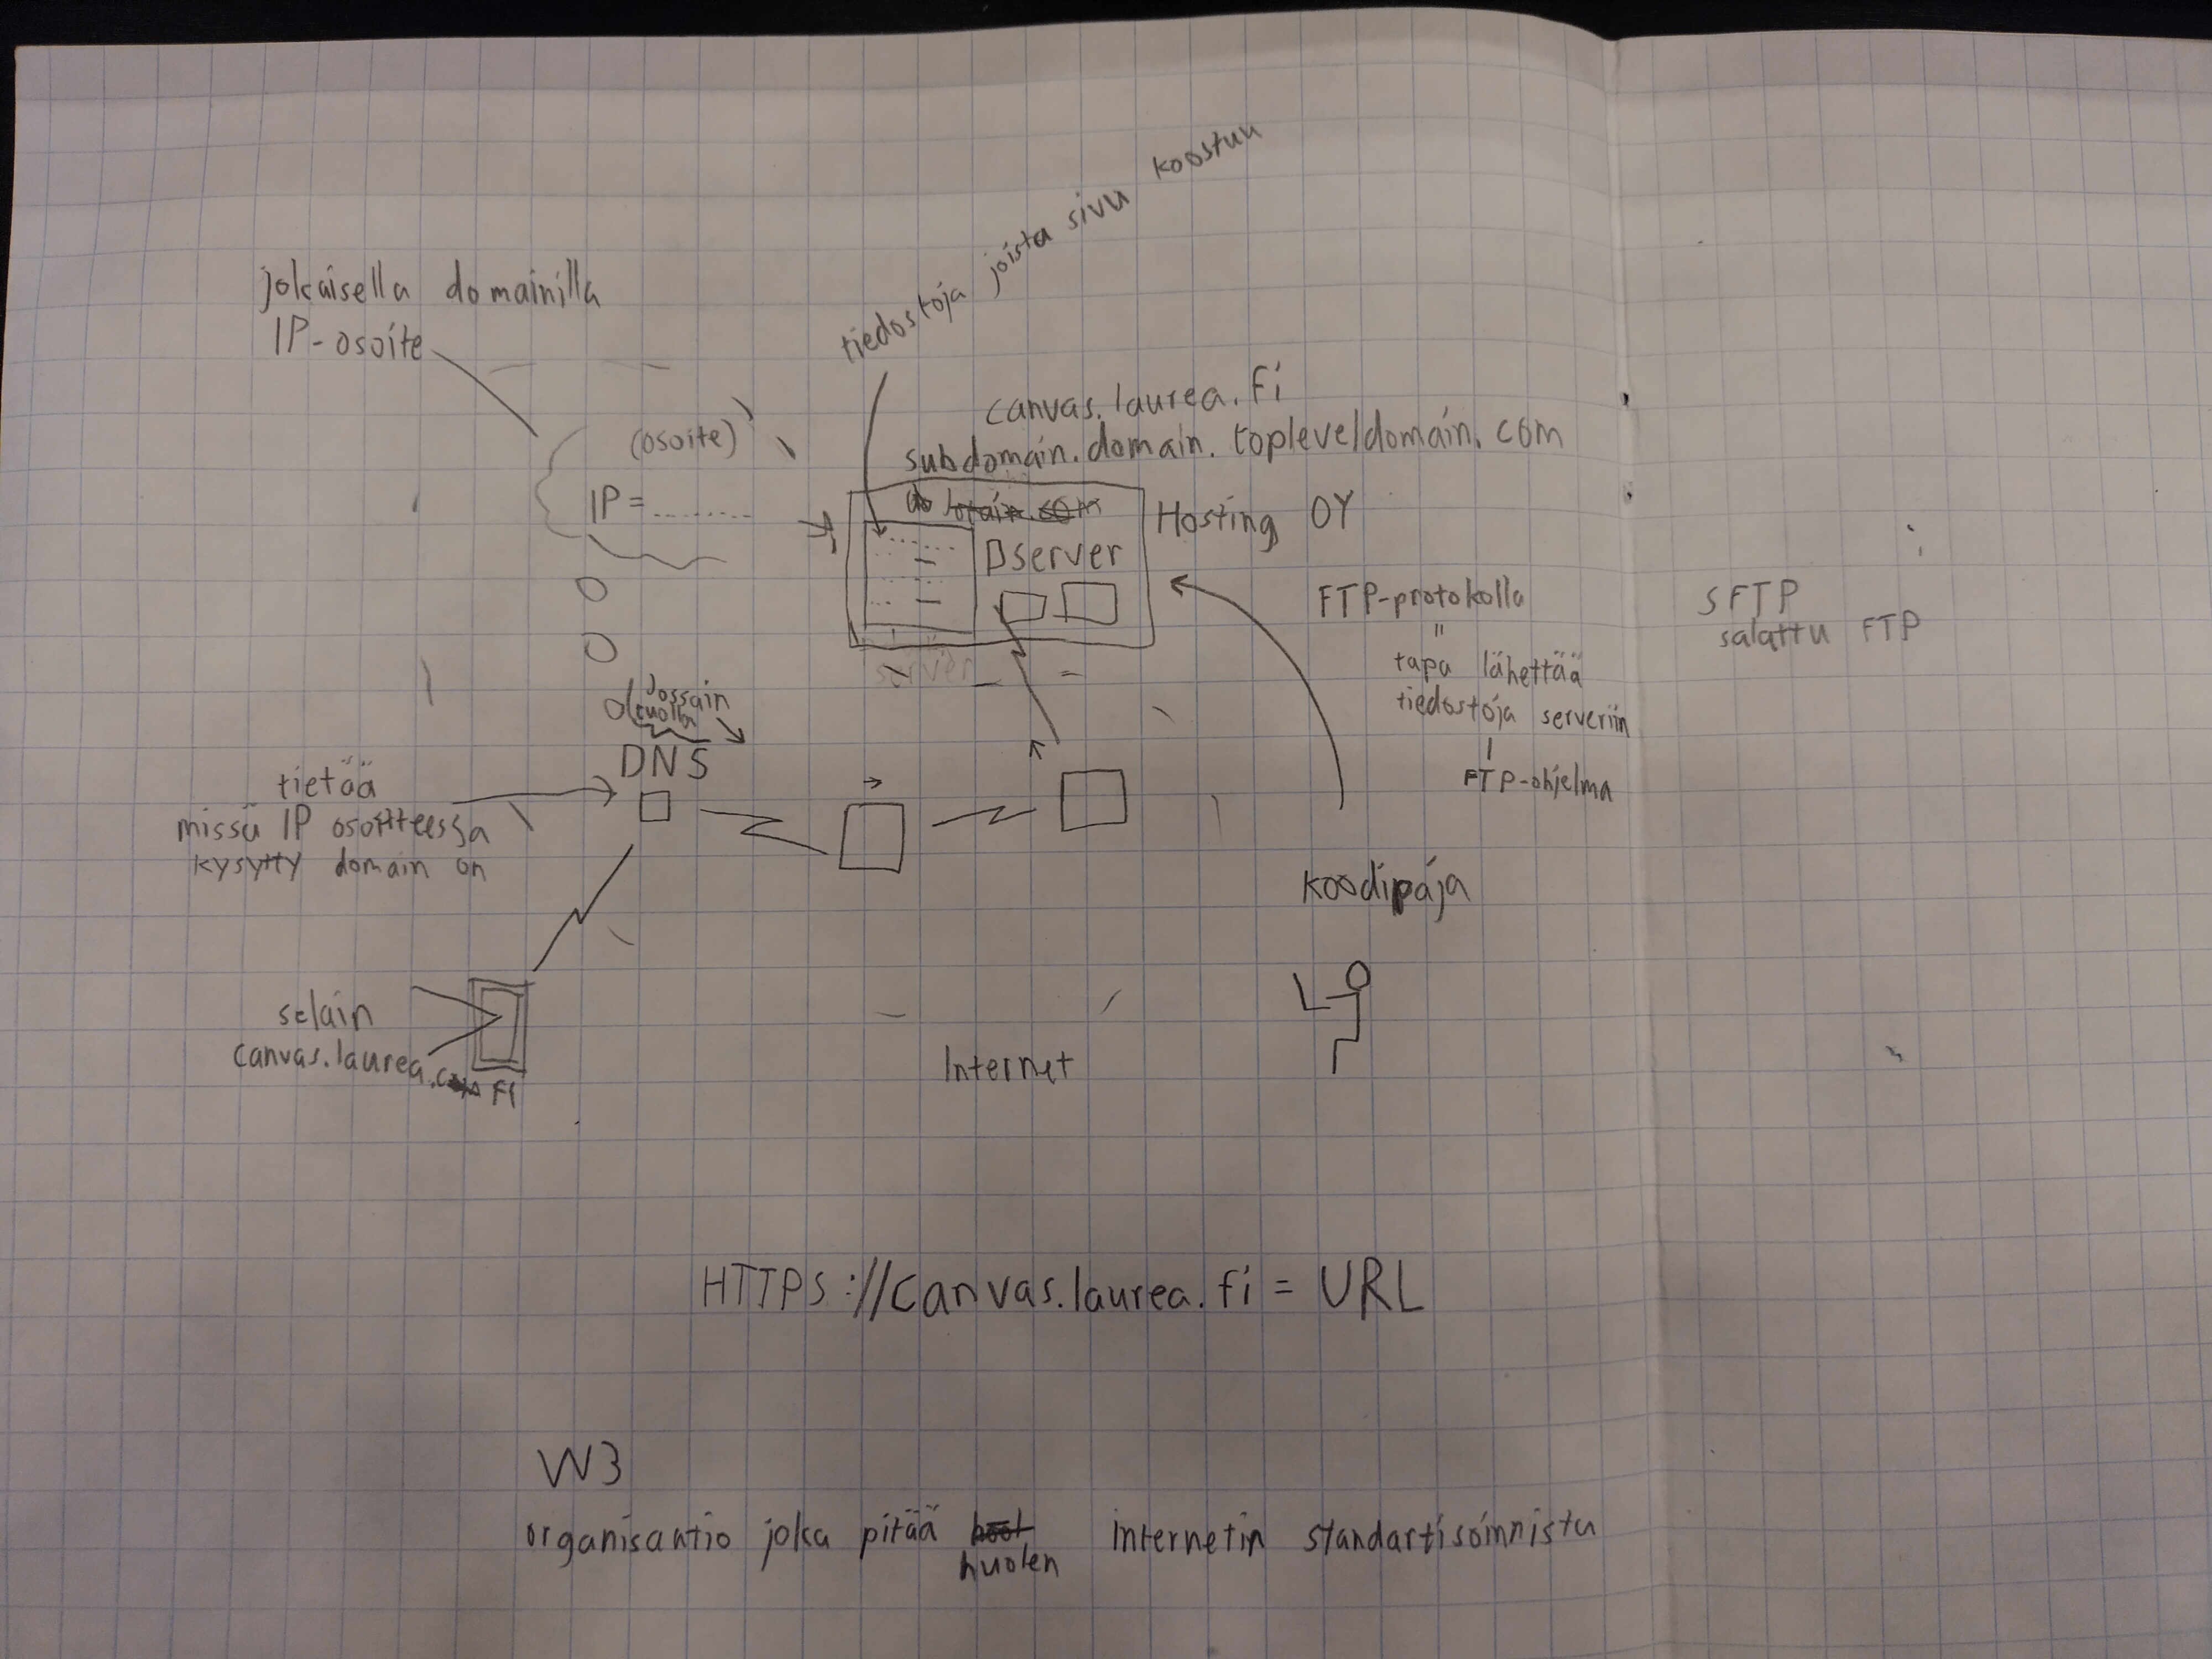 tiedostoja joista sivu koostuu
jokaisella domainilla
IP-osoite
canvas.laurea.fi
subdomain.domain.topleveldomain.com
(osoite)
IP = ........
Hosting OY
server
server
FTP-protokolla
"
tapa lähettää
tiedostoja serveriin
FTP-ohjelma
SFTP
salattu FTP
Jossain
tuolla
DNS
tietää
missä IP osoitteessa
kysytty domain on
koodipaja
selain
canvas.laurea.fi
Internet
HTTPS://canvas.laurea.fi = URL
W3
organisaatio joka pitää internetin standartisoinnista
huolen